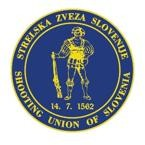 STRELSKA ZVEZA SLOVENIJE
14. 7. 1562
SHOOTING UNION OF SLOVENIA